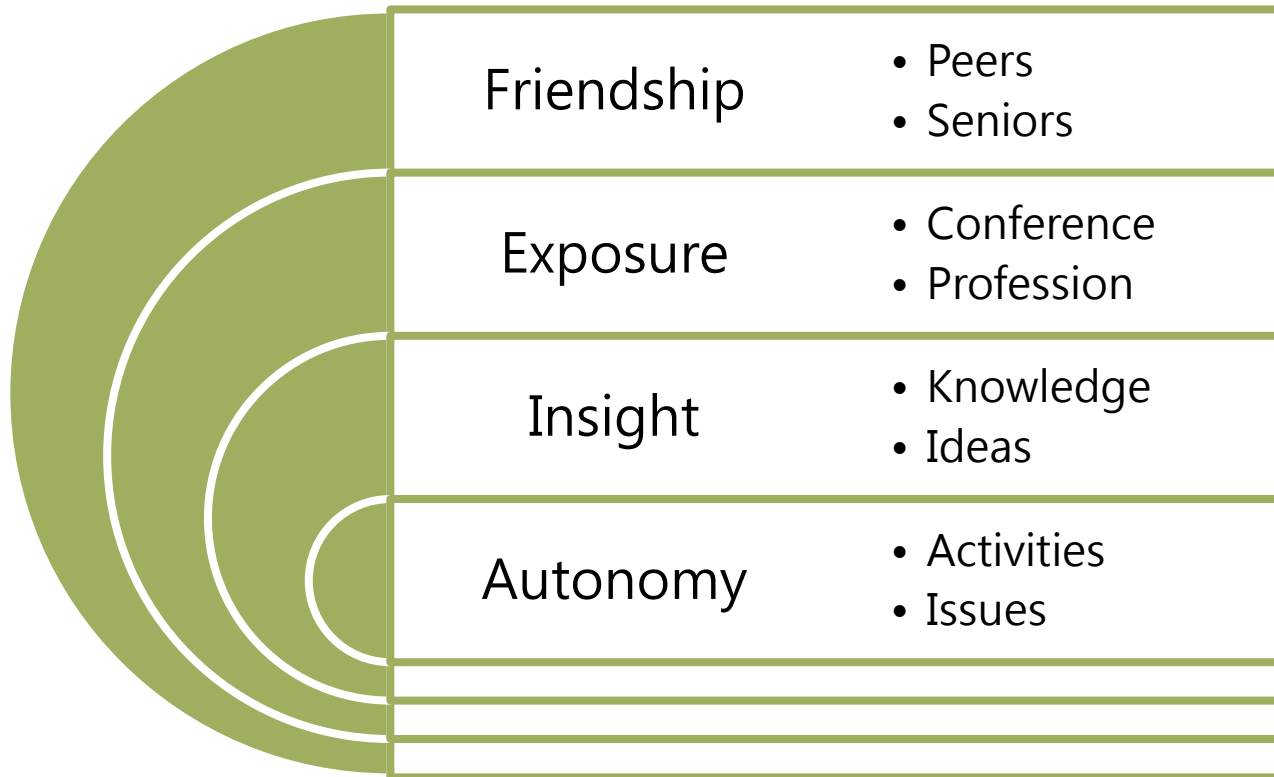 Friendship
• Peers
• Seniors
Exposure
• Conference
• Profession
Insight
• Knowledge
• Ideas
Autonomy
• Activities
• Issues